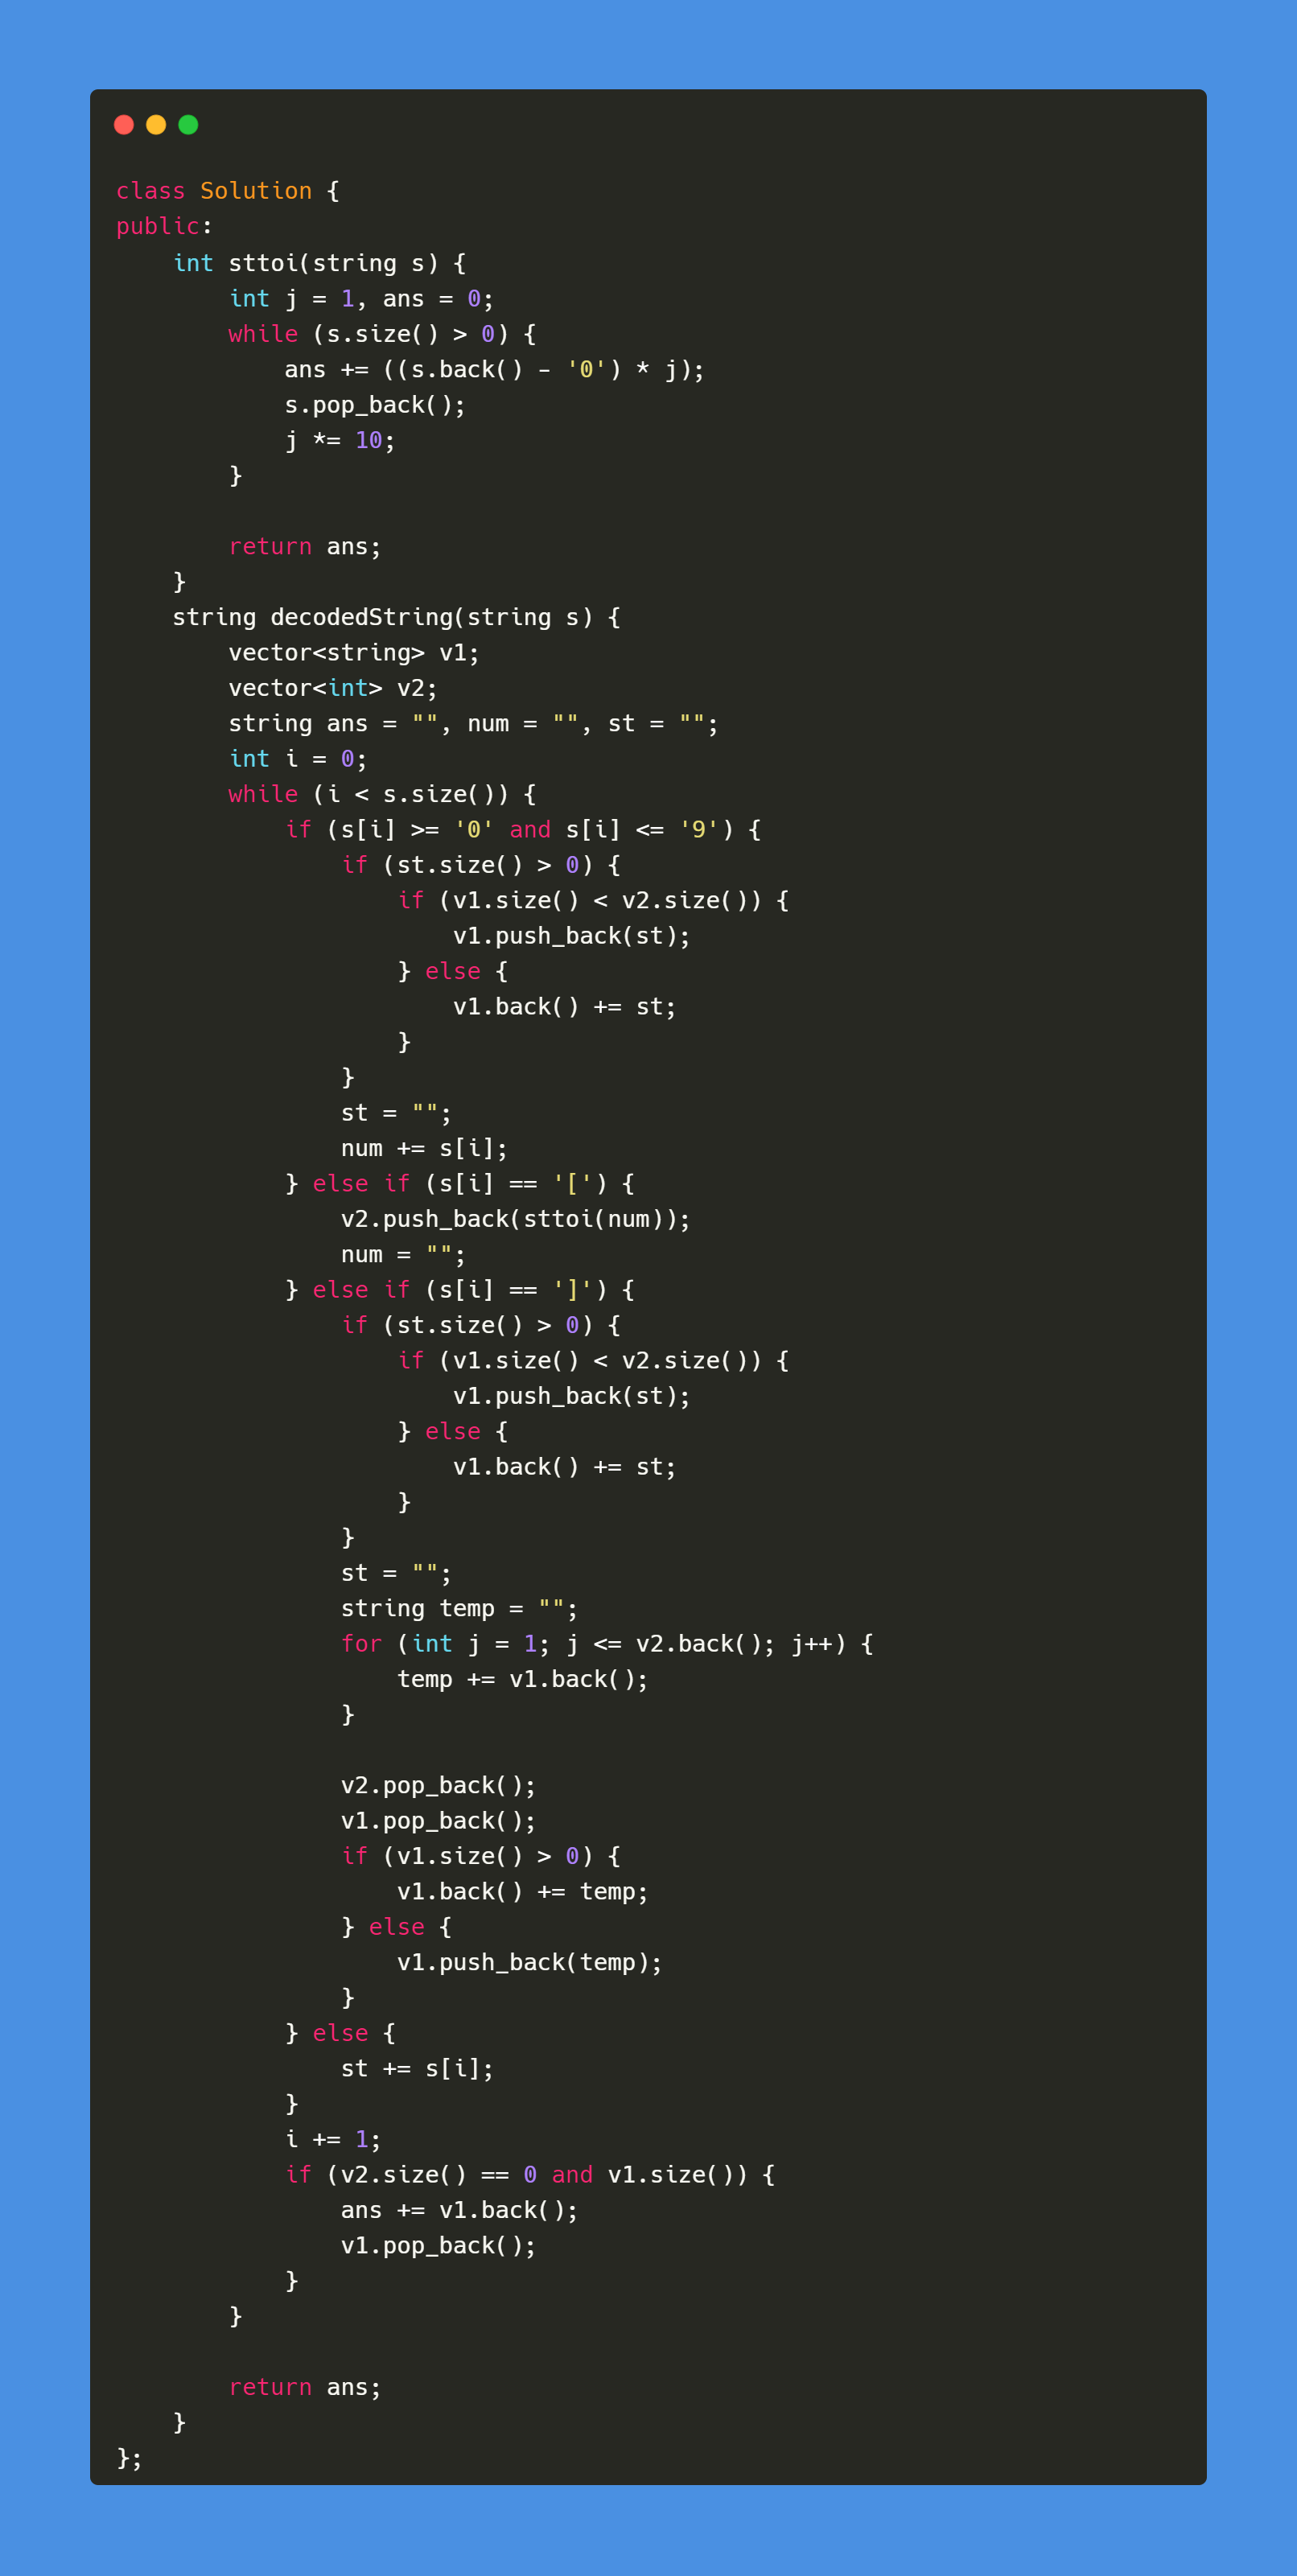 class Solution {
public:
    int sttoi(string s) {
        int j = 1, ans = 0;
        while (s.size() > 0) {
            ans += ((s.back() - '0') * j);
            s.pop_back();
            j *= 10;
        }

        return ans;
    }
    string decodedString(string s) {
        vector<string> v1;
        vector<int> v2;
        string ans = "", num = "", st = "";
        int i = 0;
        while (i < s.size()) {
            if (s[i] >= '0' and s[i] <= '9') {
                if (st.size() > 0) {
                    if (v1.size() < v2.size()) {
                        v1.push_back(st);
                    } else {
                        v1.back() += st;
                    }
                }
                st = "";
                num += s[i];
            } else if (s[i] == '[') {
                v2.push_back(sttoi(num));
                num = "";
            } else if (s[i] == ']') {
                if (st.size() > 0) {
                    if (v1.size() < v2.size()) {
                        v1.push_back(st);
                    } else {
                        v1.back() += st;
                    }
                }
                st = "";
                string temp = "";
                for (int j = 1; j <= v2.back(); j++) {
                    temp += v1.back();
                }

                v2.pop_back();
                v1.pop_back();
                if (v1.size() > 0) {
                    v1.back() += temp;
                } else {
                    v1.push_back(temp);
                }
            } else {
                st += s[i];
            }
            i += 1;
            if (v2.size() == 0 and v1.size()) {
                ans += v1.back();
                v1.pop_back();
            }
        }

        return ans;
    }
};